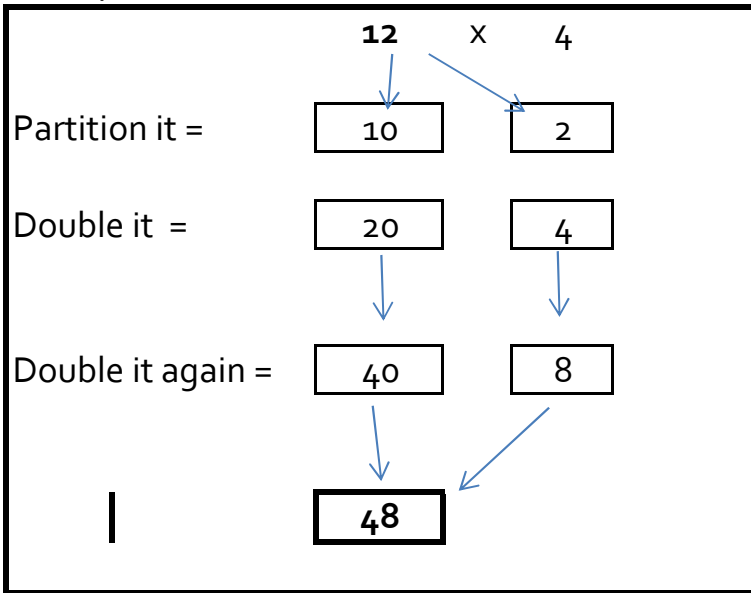 12 x 4
Partition it = 10 2
Double it = 20 4
Double it again = 40 8
48